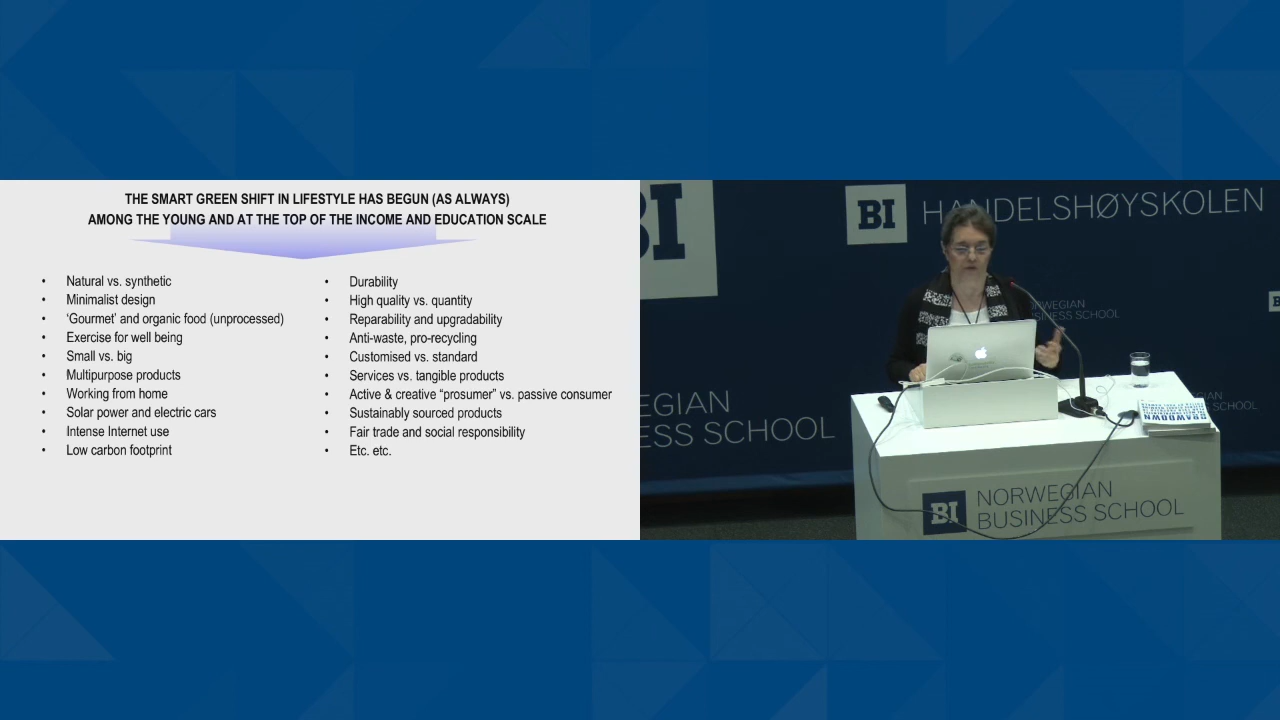 THE SMART GREEN SHIFT IN LIFESTYLE HAS BEGUN (AS ALWAYS)
AMONG THE YOUNG AND AT THE TOP OF THE INCOME AND EDUCATION SCALE
• Natural vs. synthetic
• Minimalist design
• ‘Gourmet’ and organic food (unprocessed)
• Exercise for well being
• Small vs. big
• Multipurpose products
• Working from home
• Solar power and electric cars
• Intense Internet use
• Low carbon footprint
• Durability
• High quality vs. quantity
• Reparability and upgradability
• Anti-waste, pro-recycling
• Customised vs. standard
• Services vs. tangible products
• Active & creative “prosumer” vs. passive consumer
• Sustainably sourced products
• Fair trade and social responsibility
• Etc. etc.
BI
BI HANDELSHØYSKOLEN
NORWEGIAN
BUSINESS SCHOOL
EGIAN
ESS SCHOOL
SCHOOL
DRAWDOWN
BI NORWEGIAN
BUSINESS SCHOOL